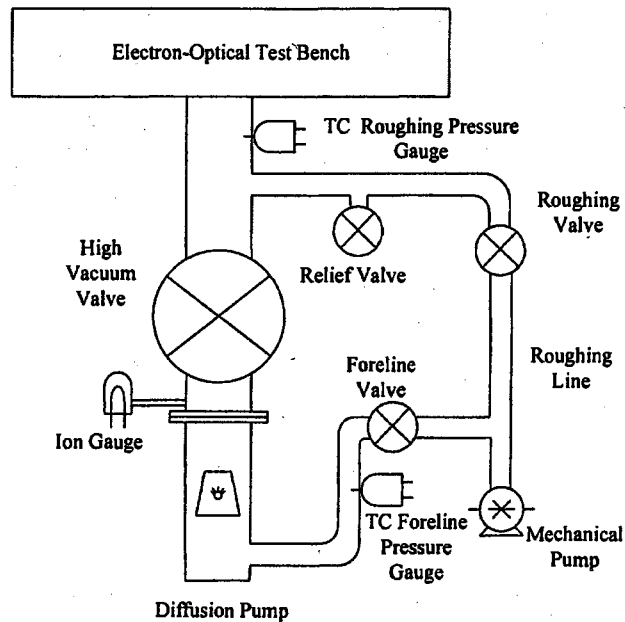 Electron-Optical Test Bench
TC Roughing Pressure
Gauge
Roughing
Valve
High
Vacuum
Valve
Relief Valve
Foreline
Valve
Roughing
Line
Ion Gauge
TC Foreline
Pressure
Gauge
Mechanical
Pump
Diffusion Pump